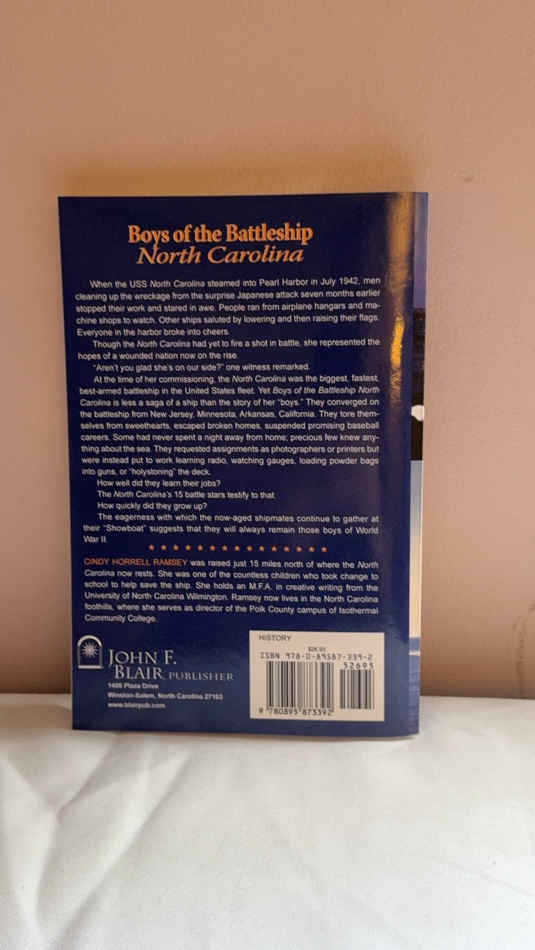 Boys of the Battleship
North Carolina
When the USS North Carolina steamed into Pearl Harbor in July 1942, men
cleaning up the wreckage from the surprise Japanese attack seven months earlier
stopped their work and stared in awe. People ran from airplane hangars and ma-
chine shops to watch. Other ships saluted by lowering and then raising their flags.
Everyone in the harbor broke into cheers.
Though the North Carolina had yet to fire a shot in battle, she represented the
hopes of a wounded nation now on the rise.
"Aren't you glad she's on our side?" one witness remarked.
At the time of her commissioning, the North Carolina was the biggest, fastest,
best-armed battleship in the United States fleet. Yet Boys of the Battleship North
Carolina is less a saga of a ship than the story of her "boys." They converged on
the battleship from New Jersey, Minnesota, Arkansas, California. They tore them-
selves from sweethearts, escaped broken homes, suspended promising baseball
careers. Some had never spent a night away from home; precious few knew any-
thing about the sea. They requested assignments as photographers or printers but
were instead put to work learning radio, watching gauges, loading powder bags
into guns, or "holystoning" the deck.
How well did they learn their jobs?
The North Carolina's 15 battle stars testify to that.
How quickly did they grow up?
The eagerness with which the now-aged shipmates continue to gather at
their "Showboat" suggests that they will always remain those boys of World
War II.
CINDY HORRELL RAMSEY was raised just 15 miles north of where the North
Carolina now rests. She was one of the countless children who took change to
school to help save the ship. She holds an M.F.A. in creative writing from the
University of North Carolina Wilmington. Ramsey now lives in the North Carolina
foothills, where she serves as director of the Polk County campus of Isothermal
Community College.
JOHN F.
BLAIR, PUBLISHER
1406 Plaza Drive
Winston-Salem, North Carolina 27103
www.blairpub.com
HISTORY
$26.95
ISBN 978-0-89587-339-2
52695
9 780895 873392